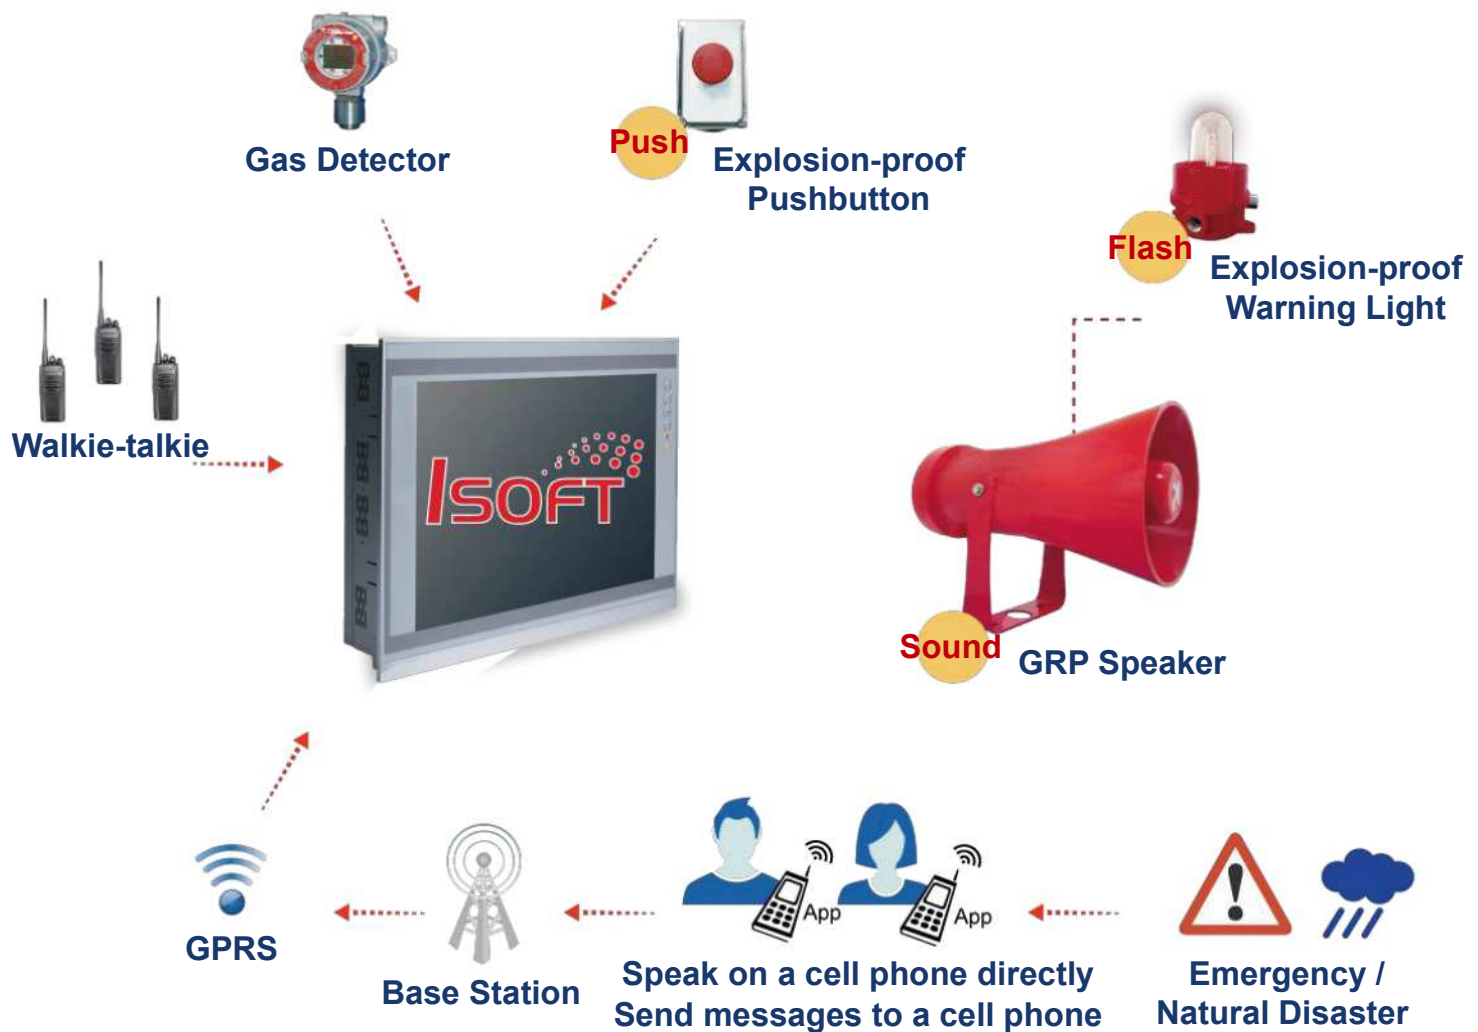 Gas Detector
Push
Explosion-proof
Pushbutton
Flash
Explosion-proof
Warning Light
Walkie-talkie
ISOFT
Sound
GRP Speaker
App
App
GPRS
Base Station
Speak on a cell phone directly
Send messages to a cell phone
Emergency /
Natural Disaster